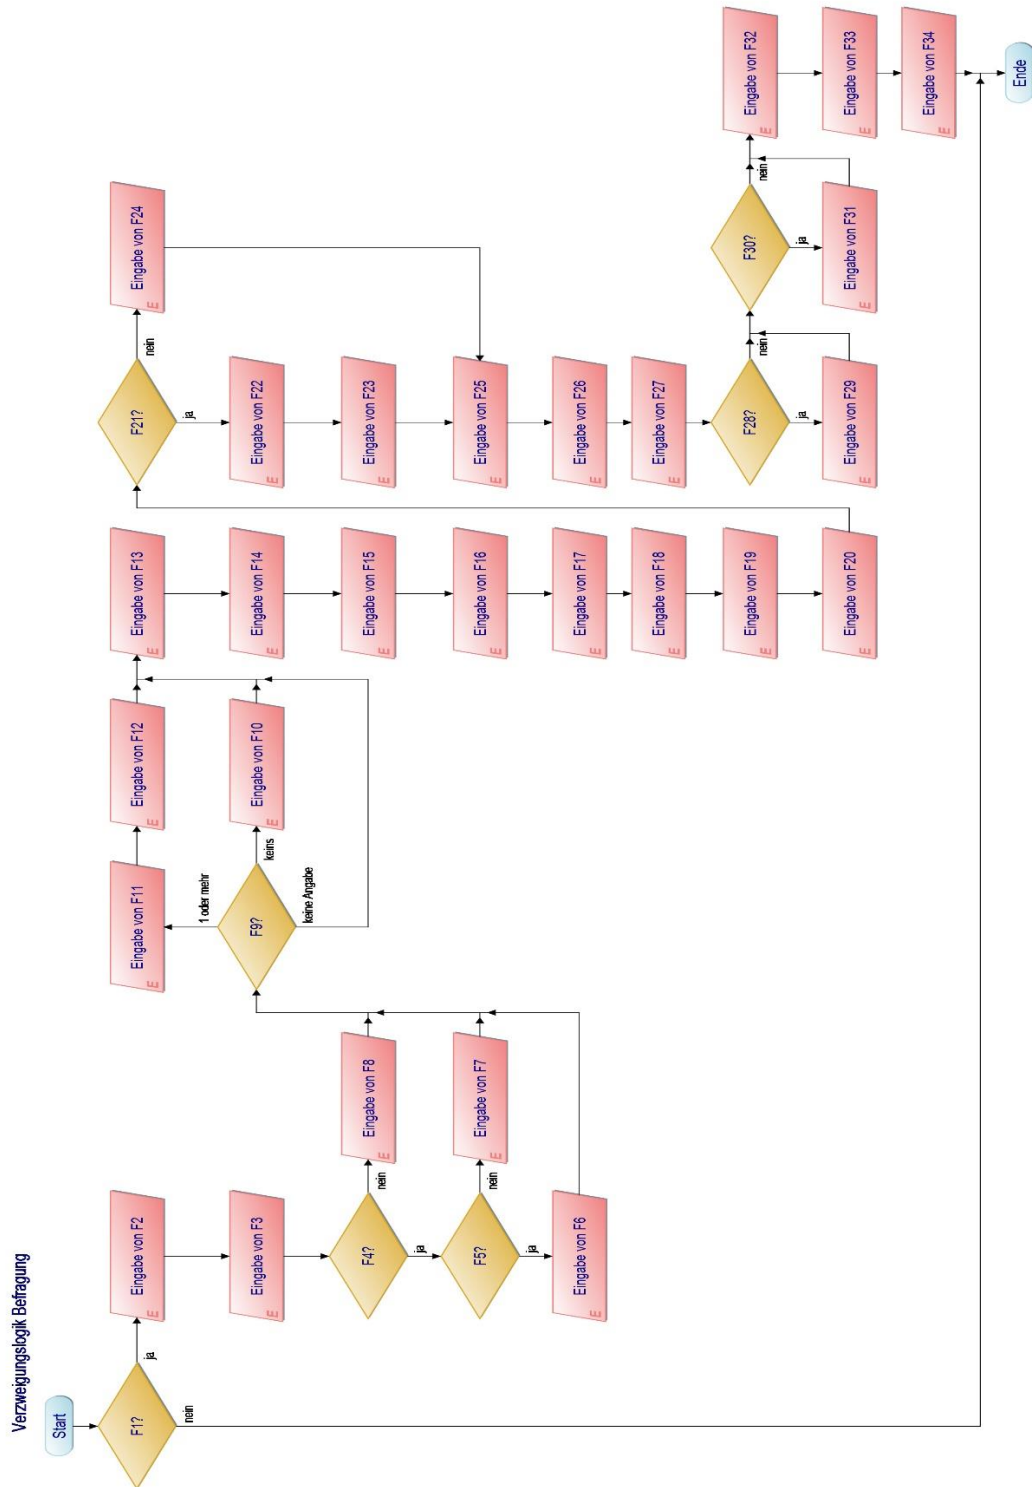 Verzweigungslogik Befragung
Start
F1?
ja
nein
Eingabe von F2
E
Eingabe von F3
E
F4?
nein
ja
Eingabe von F8
E
F5?
nein
ja
Eingabe von F7
E
Eingabe von F6
E
F9?
1 oder mehr
keins
keine Angabe
Eingabe von F11
E
Eingabe von F12
E
Eingabe von F10
E
Eingabe von F13
E
Eingabe von F14
E
Eingabe von F15
E
Eingabe von F16
E
Eingabe von F17
E
Eingabe von F18
E
Eingabe von F19
E
Eingabe von F20
E
F21?
nein
ja
Eingabe von F24
E
Eingabe von F22
E
Eingabe von F23
E
Eingabe von F25
E
Eingabe von F26
E
Eingabe von F27
E
F28?
nein
ja
Eingabe von F29
E
F30?
nein
ja
Eingabe von F31
E
Eingabe von F32
E
Eingabe von F33
E
Eingabe von F34
E
Ende